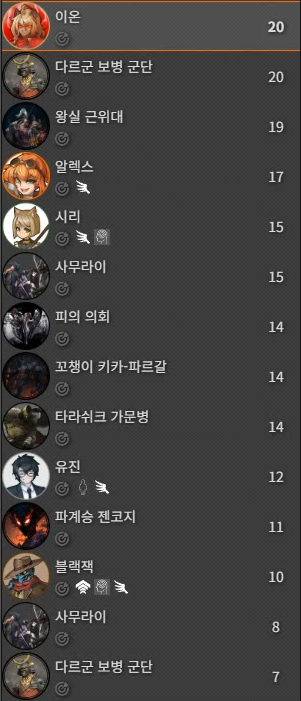 이온
20
다르군 보병 군단
20
왕실 근위대
19
알렉스
17
시리
15
사무라이
15
피의 의회
14
꼬챙이 키카-파르갈
14
타라쉬크 가문병
14
유진
12
파계승 젠코지
11
블랙잭
10
사무라이
8
다르군 보병 군단
7